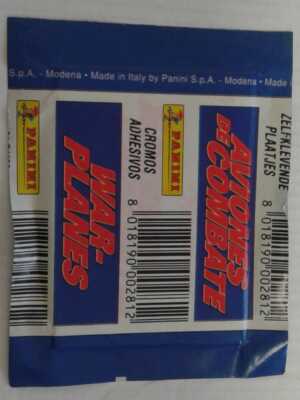 S.p.A. - Modena • Made in Italy by Panini S.p.A. - Modena • Made in
ZELFKLEVENDE
PLAATJES
AVIONES
DE COMBATE
8 018190 002812
PANINI
CROMOS
ADHESIVOS
WAR-
PLANES
8 018190 002812
PANINI